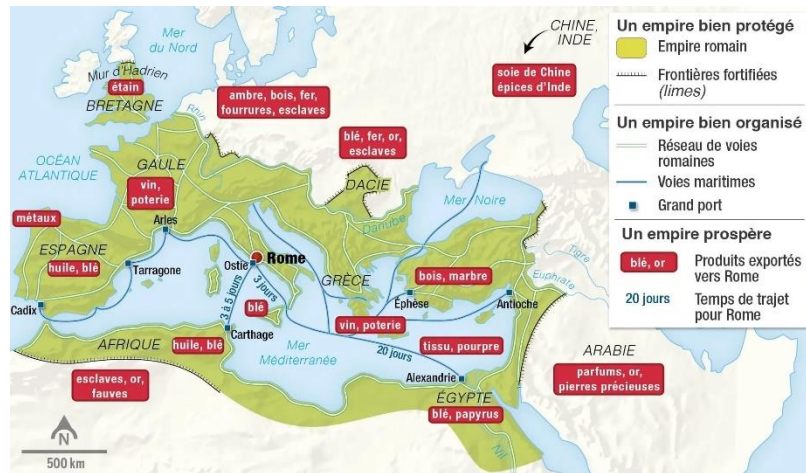 Mer
du Nord
Mur d'Hadrien
étain
BRETAGNE
OCÉAN
ATLANTIQUE
Rhin
ambre, bois, fer,
fourrures, esclaves
CHINE,
INDE
soie de Chine
épices d'Inde
blé, fer, or,
esclaves
DACIE
Danube
Mer Noire
GAULE
vin,
poterie
Arles
métaux
ESPAGNE
huile, blè
Tarragone
Cadix
Ostie
Rome
3 jours
3 à 5 jours
blé
GRÈCE
bois, marbre
Éphèse
Antioche
Tigre
Euphrate
vin, poterie
tissu, pourpre
20 jours
Carthage
AFRIQUE
huile, blé
Mer
Méditerranée
esclaves, or,
fauves
Alexandrie
ÉGYPTE
blé, papyrus
Nil
ARABIE
parfums, or,
pierres précieuses
N
500 km
Un empire bien protégé
Empire romain
Frontières fortifiées
(limes)
Un empire bien organisé
Réseau de voies
romaines
Voies maritimes
Grand port
Un empire prospère
blé, or
Produits exportés
vers Rome
20 jours
Temps de trajet
pour Rome